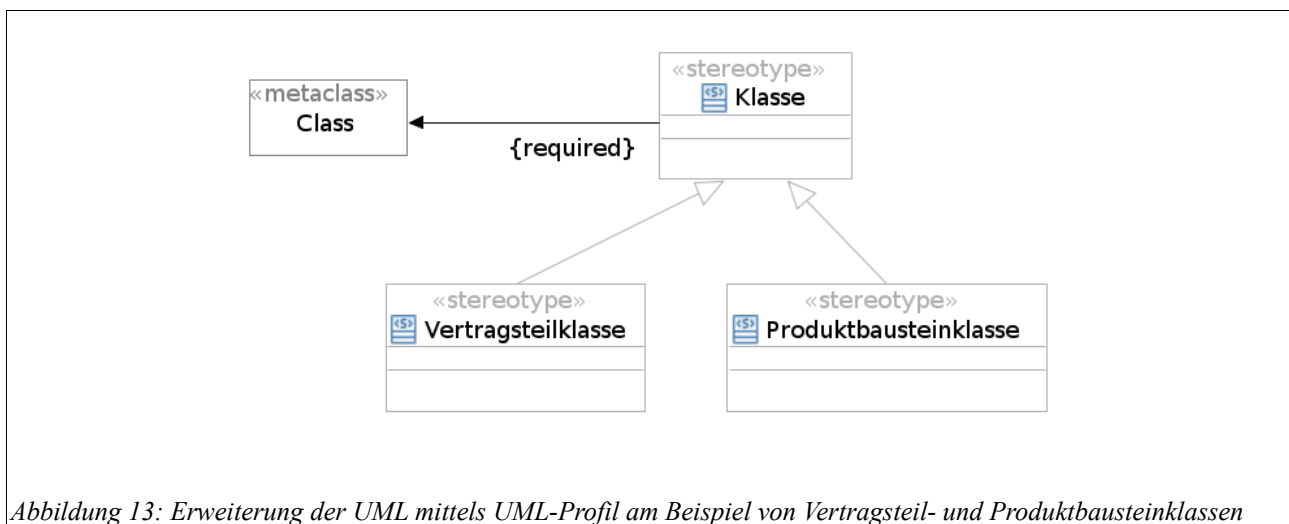 «metaclass»
Class
{required}
«stereotype»
Klasse
«stereotype»
Vertragsteilklasse
«stereotype»
Produktbausteinklasse
Abbildung 13: Erweiterung der UML mittels UML-Profil am Beispiel von Vertragsteil- und Produktbausteinklassen